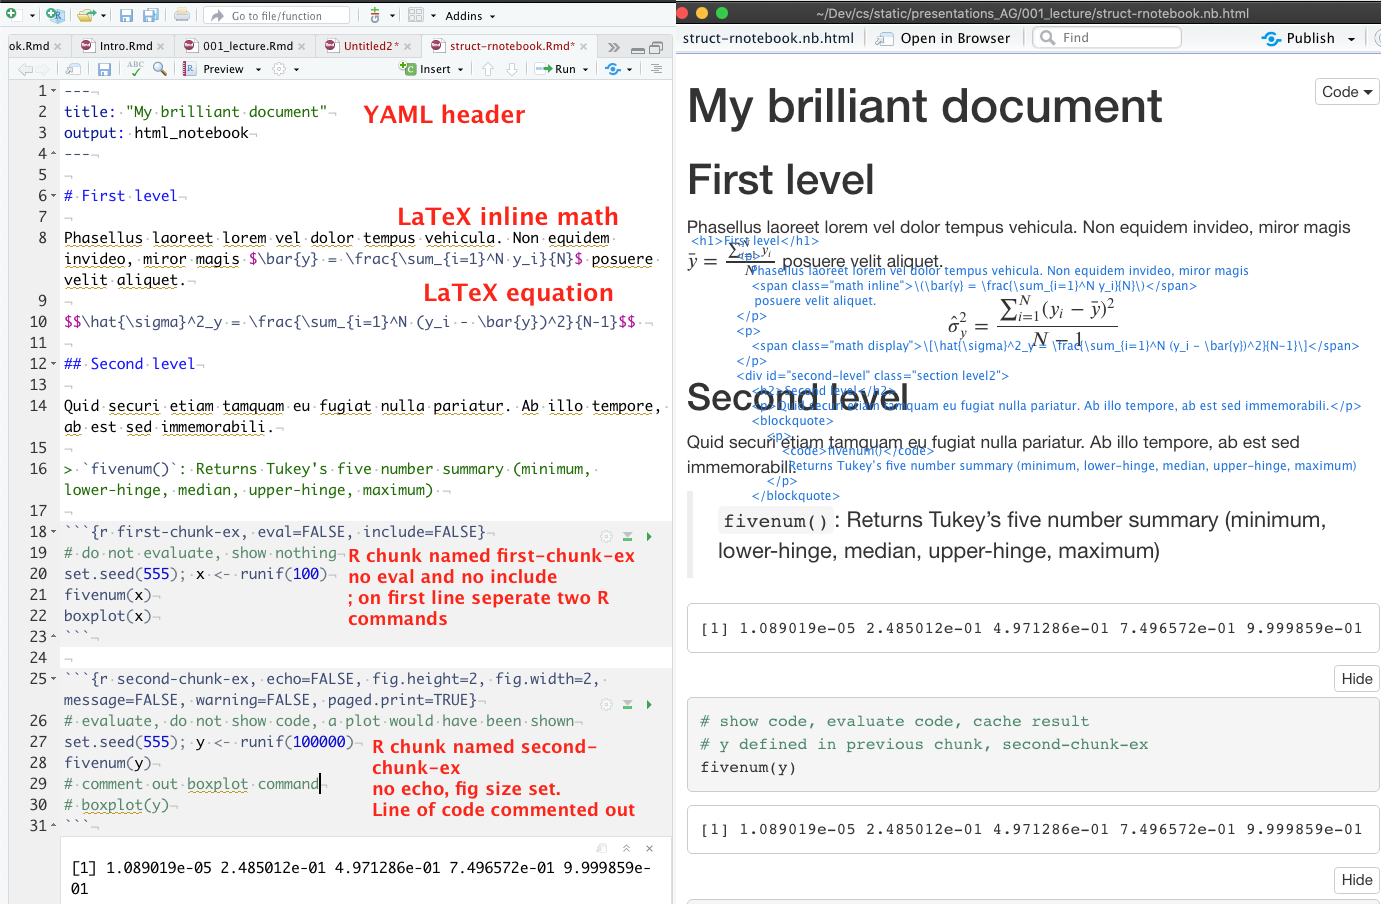 Go to file/function
Addins
ok.Rmd
Intro.Rmd
001_lecture.Rmd
Untitled2*
struct-rnotebook.Rmd*
ABC
Preview
Insert
Run
1 ---
2 title: "My brilliant document"
YAML header
3 output: html_notebook
4 ---
5
6 # First level
7
LaTeX inline math
8 Phasellus laoreet lorem vel dolor tempus vehicula. Non equidem
invideo, miror magis $\bar{y} = \frac{\sum_{i=1}^N y_i}{N}$ posuere
velit aliquet.
9
LaTeX equation
10 $$\hat{\sigma}^2_y = \frac{\sum_{i=1}^N (y_i - \bar{y})^2}{N-1}$$
11
12 ## Second level
13
14 Quid securi etiam tamquam eu fugiat nulla pariatur. Ab illo tempore,
ab est sed immemorabili.
15
16 > `fivenum()`: Returns Tukey's five number summary (minimum,
lower-hinge, median, upper-hinge, maximum)
17
18 ```{r first-chunk-ex, eval=FALSE, include=FALSE}
19 # do not evaluate, show nothing
20 set.seed(555); x <- runif(100)
21 fivenum(x)
22 boxplot(x)
23 ```
R chunk named first-chunk-ex
no eval and no include
; on first line seperate two R
commands
24
25 ```{r second-chunk-ex, echo=FALSE, fig.height=2, fig.width=2,
message=FALSE, warning=FALSE, paged.print=TRUE}
26 # evaluate, do not show code, a plot would have been shown
27 set.seed(555); y <- runif(100000)
28 fivenum(y)
29 # comment out boxplot command
30 # boxplot(y)
31 ```
R chunk named second-
chunk-ex
no echo, fig size set.
Line of code commented out
[1] 1.089019e-05 2.485012e-01 4.971286e-01 7.496572e-01 9.999859e-
01
~/Dev/cs/static/presentations_AG/001_lecture/struct-rnotebook.nb.html
struct-rnotebook.nb.html
Open in Browser
Find
Publish
Code
My brilliant document
First level
Phasellus laoreet lorem vel dolor tempus vehicula. Non equidem invideo, miror magis
<h1>First level</h1>
ȳ = ∑ N y_i / N posuere velit aliquet.
<p>
Phasellus laoreet lorem vel dolor tempus vehicula. Non equidem invideo, miror magis
<span class="math inline">\(\bar{y} = \frac{\sum_{i=1}^N y_i}{N}\)</span>
posuere velit aliquet.
</p>
<p>
σ̂²_y = ∑_{i=1}^N (y_i − ȳ)² / N − 1
<span class="math display">\[\hat{\sigma}^2_y = \frac{\sum_{i=1}^N (y_i - \bar{y})^2}{N-1}\]</span>
</p>
<div id="second-level" class="section level2">
<h2>Second level</h2>
Second level
<p>Quid securi etiam tamquam eu fugiat nulla pariatur. Ab illo tempore, ab est sed immemorabili.</p>
<blockquote>
<p>
Quid securi etiam tamquam eu fugiat nulla pariatur. Ab illo tempore, ab est sed
<code>fivenum()</code>
immemorabili.
Returns Tukey's five number summary (minimum, lower-hinge, median, upper-hinge, maximum)
</p>
</blockquote>
fivenum(): Returns Tukey’s five number summary (minimum,
lower-hinge, median, upper-hinge, maximum)
[1] 1.089019e-05 2.485012e-01 4.971286e-01 7.496572e-01 9.999859e-01
Hide
# show code, evaluate code, cache result
# y defined in previous chunk, second-chunk-ex
fivenum(y)
[1] 1.089019e-05 2.485012e-01 4.971286e-01 7.496572e-01 9.999859e-01
Hide